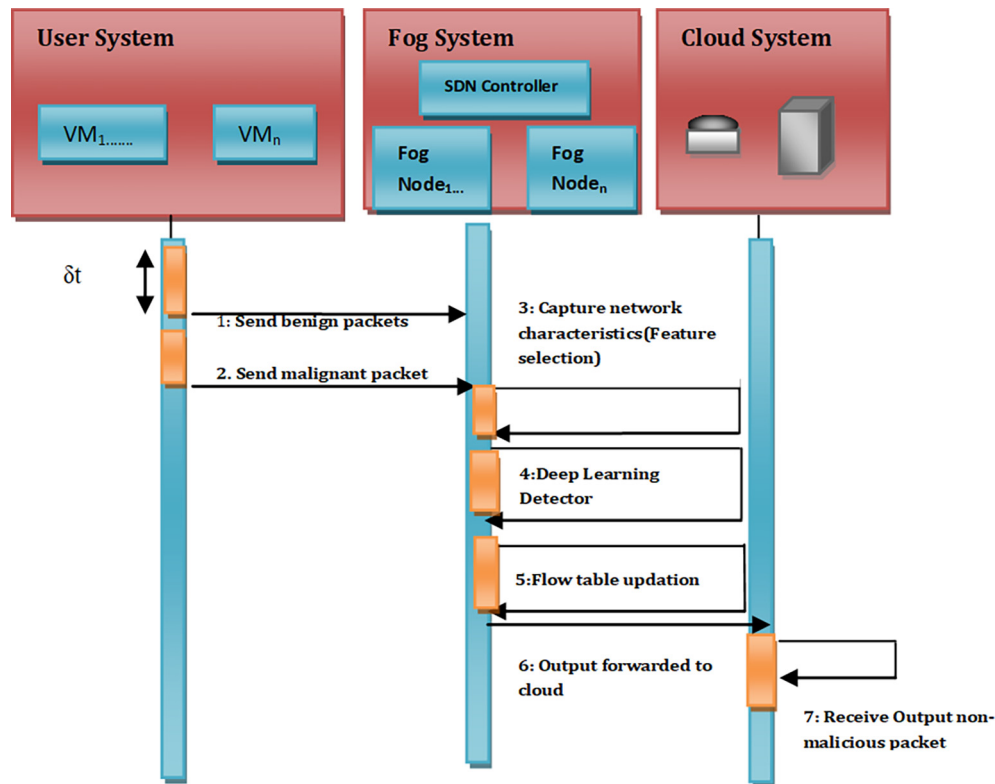 User System
Fog System
Cloud System
SDN Controller
VM1.......
VMn
Fog
Node1...
Fog
Noden
δt
1: Send benign packets
2. Send malignant packet
3: Capture network
characteristics(Feature
selection)
4:Deep Learning
Detector
5:Flow table updation
6: Output forwarded to
cloud
7: Receive Output non-
malicious packet